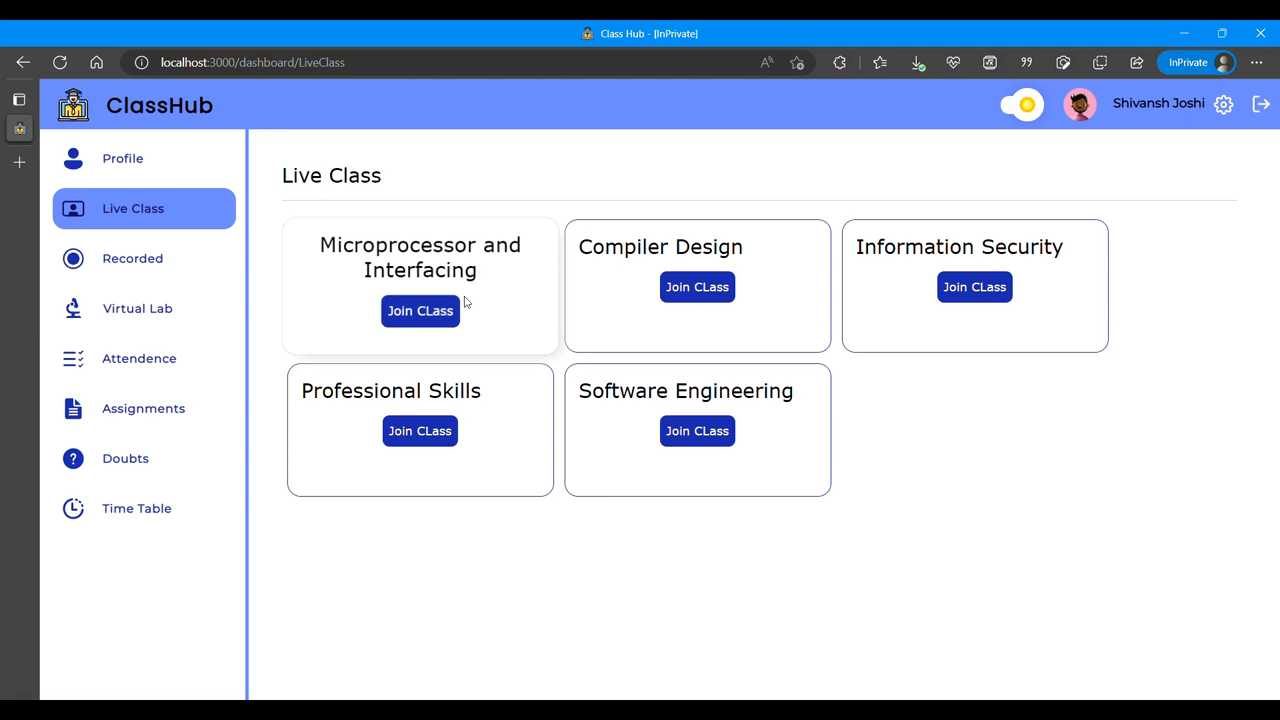 Class Hub - [InPrivate]
localhost:3000/dashboard/LiveClass
InPrivate
ClassHub
Shivansh Joshi
Profile
Live Class
Recorded
Virtual Lab
Attendence
Assignments
Doubts
Time Table
Live Class
Microprocessor and
Interfacing
Join CLass
Compiler Design
Join CLass
Information Security
Join CLass
Professional Skills
Join CLass
Software Engineering
Join CLass